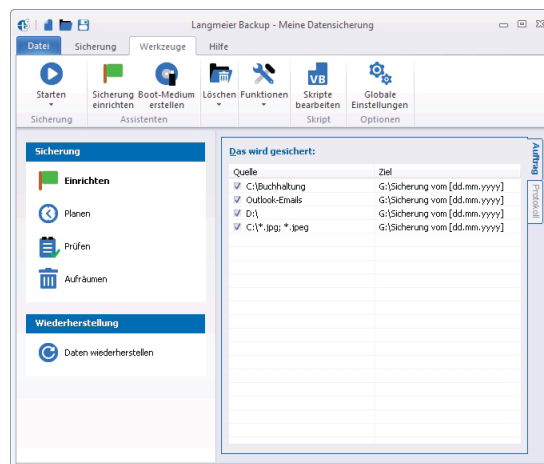 Langmeier Backup - Meine Datensicherung
Datei Sicherung Werkzeuge Hilfe
Starten
Sicherung einrichten
Boot-Medium erstellen
Löschen
Funktionen
VB
Skripte bearbeiten
Globale Einstellungen
Sicherung Assistenten Skript Optionen
Sicherung
Einrichten
Planen
Prüfen
Aufräumen
Wiederherstellung
Daten wiederherstellen
Das wird gesichert:
Quelle Ziel
C:\Buchhaltung G:\Sicherung vom [dd.mm.yyyy]
Outlook-Emails G:\Sicherung vom [dd.mm.yyyy]
D:\ G:\Sicherung vom [dd.mm.yyyy]
C:\*.jpg; *.jpeg G:\Sicherung vom [dd.mm.yyyy]
Auftrag
Protokoll